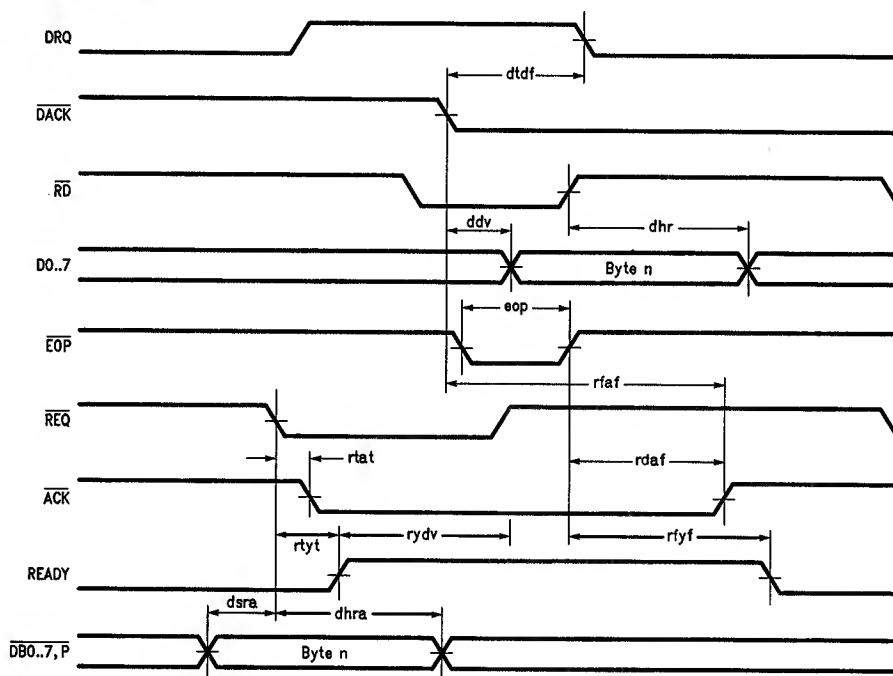 DRQ
dtdf
DACK
RD
ddv
dhr
D0..7
Byte n
eop
EOP
rfaf
REQ
rtat
rdaf
ACK
rtyt
rydv
rfyf
READY
dsra
dhra
DB0..7,P
Byte n